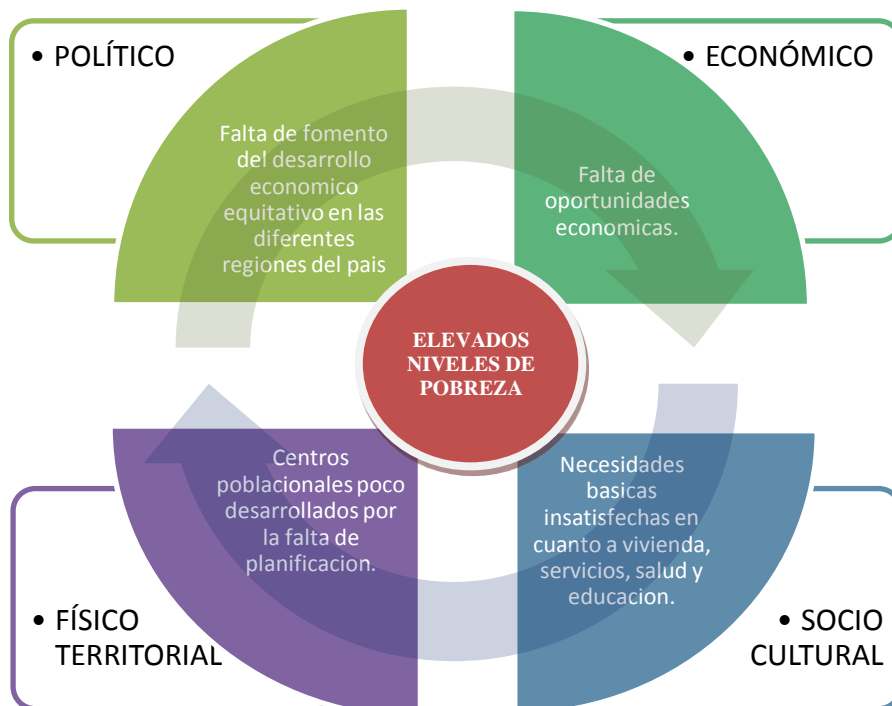 • POLÍTICO
Falta de fomento
del desarrollo
economico
equitativo en las
diferentes
regiones del pais
• ECONÓMICO
Falta de
oportunidades
economicas.
ELEVADOS
NIVELES DE
POBREZA
Centros
poblacionales poco
desarrollados por
la falta de
planificacion.
• FÍSICO
TERRITORIAL
Necesidades
basicas
insatisfechas en
cuanto a vivienda,
servicios, salud y
educacion.
• SOCIO
CULTURAL